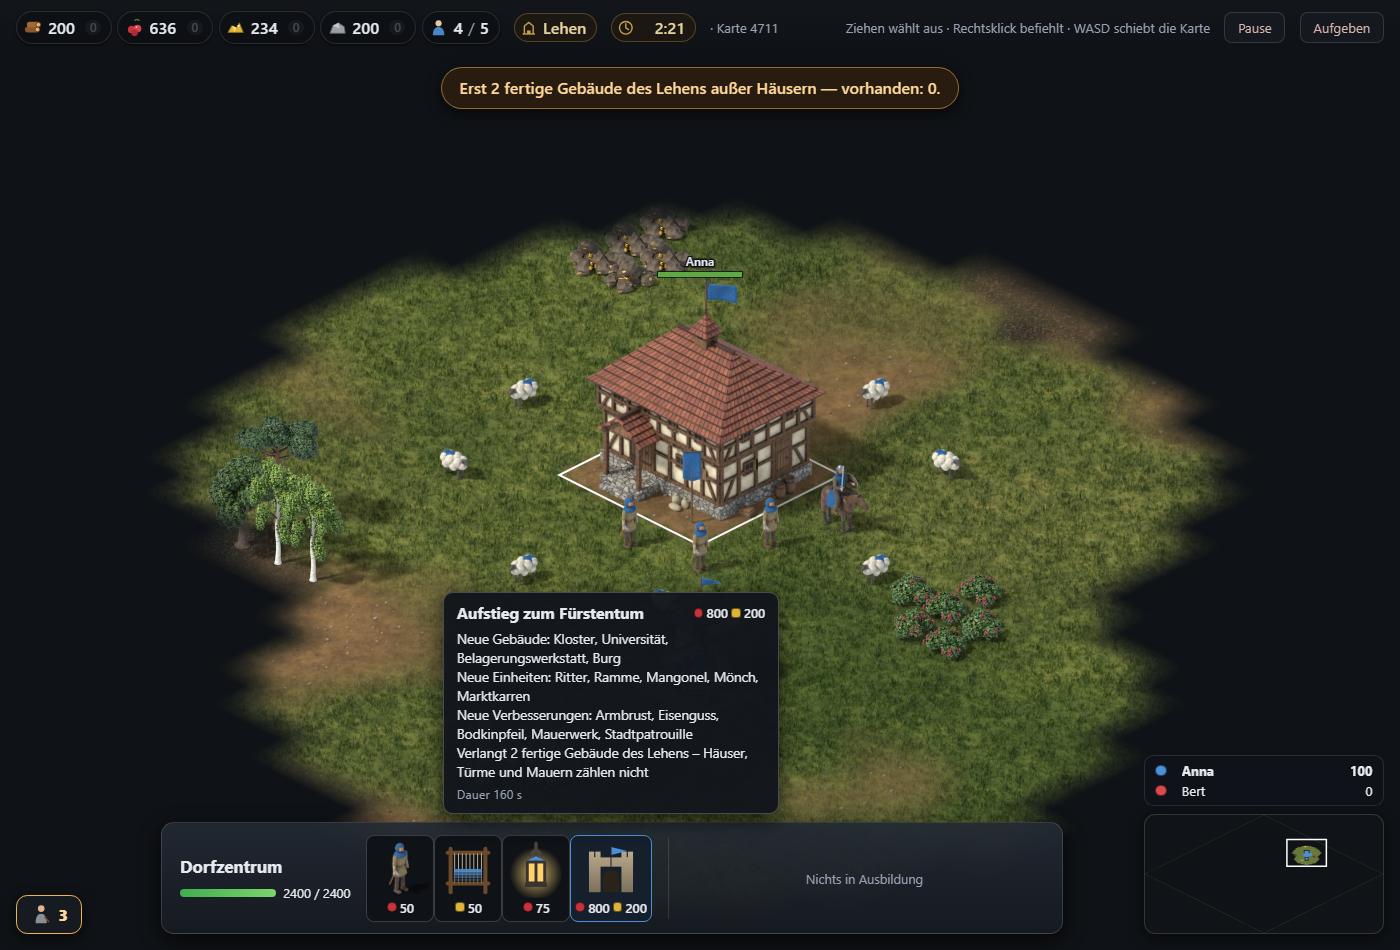 200 0 636 0 234 0 200 0 4 / 5 Lehen 2:21 · Karte 4711 Ziehen wählt aus · Rechtsklick befiehlt · WASD schiebt die Karte Pause Aufgeben
Erst 2 fertige Gebäude des Lehens außer Häusern — vorhanden: 0.
Anna
Aufstieg zum Fürstentum 800 200
Neue Gebäude: Kloster, Universität,
Belagerungswerkstatt, Burg
Neue Einheiten: Ritter, Ramme, Mangonel, Mönch,
Marktkarren
Neue Verbesserungen: Armbrust, Eisenguss,
Bodkinpfeil, Mauerwerk, Stadtpatrouille
Verlangt 2 fertige Gebäude des Lehens – Häuser,
Türme und Mauern zählen nicht
Dauer 160 s
Anna 100
Bert 0
Dorfzentrum
2400 / 2400
50 50 75 800 200
Nichts in Ausbildung
3